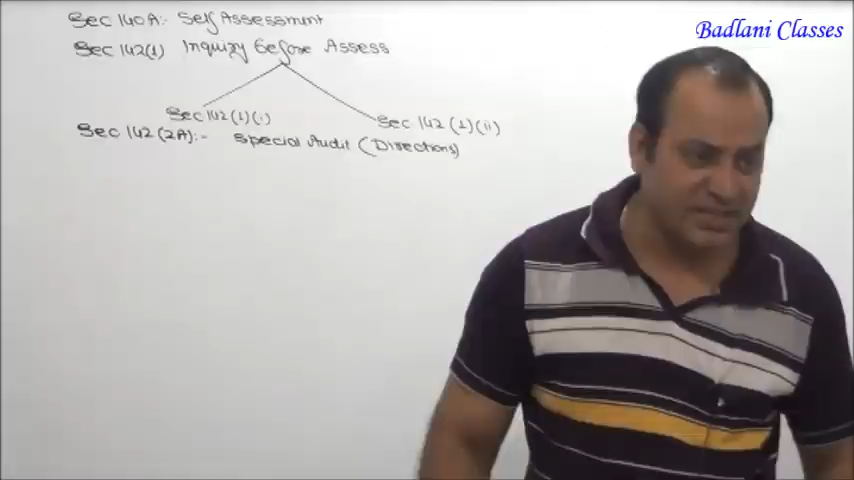 Badlani Classes
Sec 140A:- Self Assessment
Sec 142(1) Inquiry Before Assess
Sec 142(1)(i)
Sec 142(1)(ii)
Sec 142(2A):- Special Audit (Directions)